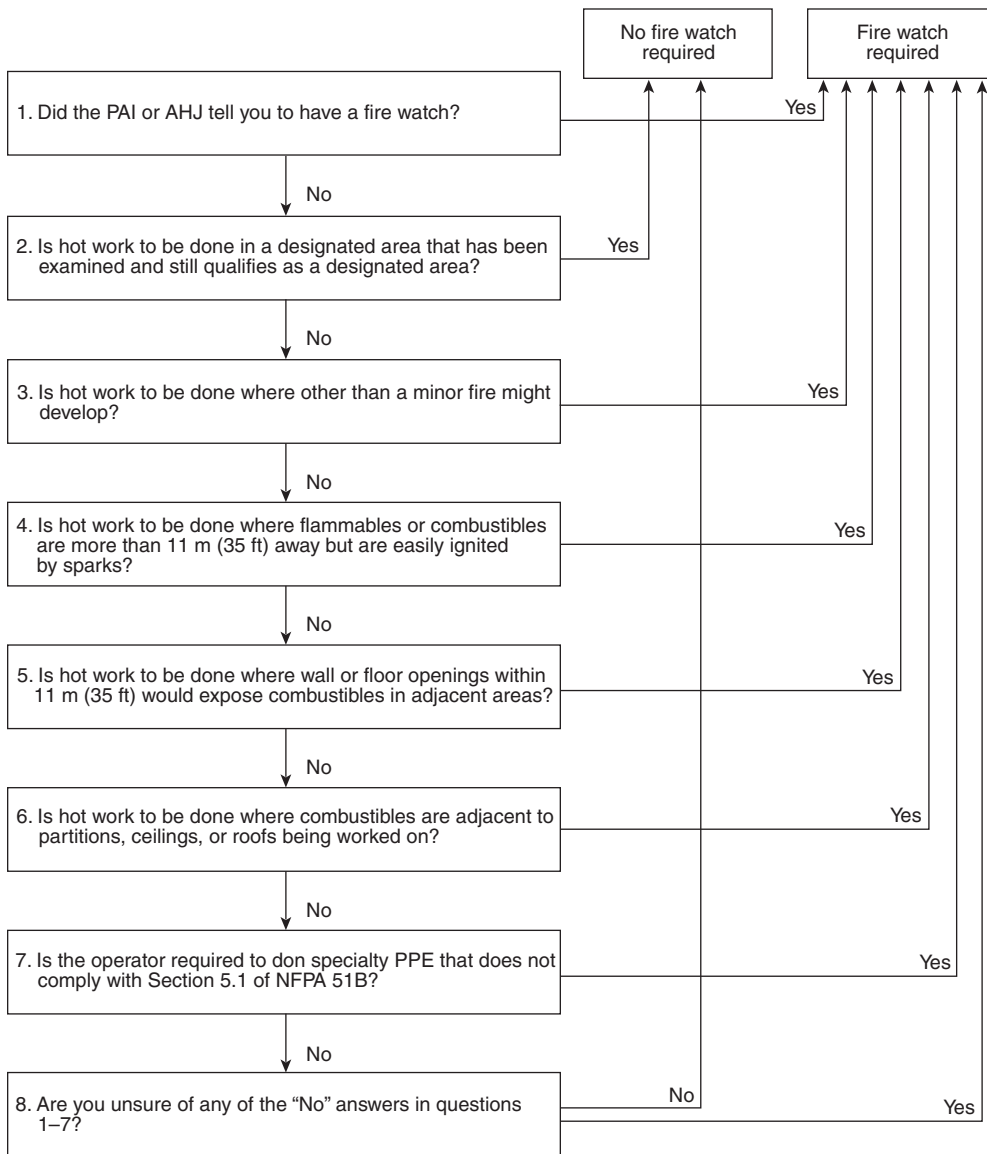 No fire watch
required
Fire watch
required
1. Did the PAI or AHJ tell you to have a fire watch?
Yes
No
2. Is hot work to be done in a designated area that has been
examined and still qualifies as a designated area?
Yes
No
3. Is hot work to be done where other than a minor fire might
develop?
Yes
No
4. Is hot work to be done where flammables or combustibles
are more than 11 m (35 ft) away but are easily ignited
by sparks?
Yes
No
5. Is hot work to be done where wall or floor openings within
11 m (35 ft) would expose combustibles in adjacent areas?
Yes
No
6. Is hot work to be done where combustibles are adjacent to
partitions, ceilings, or roofs being worked on?
Yes
No
7. Is the operator required to don specialty PPE that does not
comply with Section 5.1 of NFPA 51B?
Yes
No
8. Are you unsure of any of the “No” answers in questions
1–7?
No
Yes